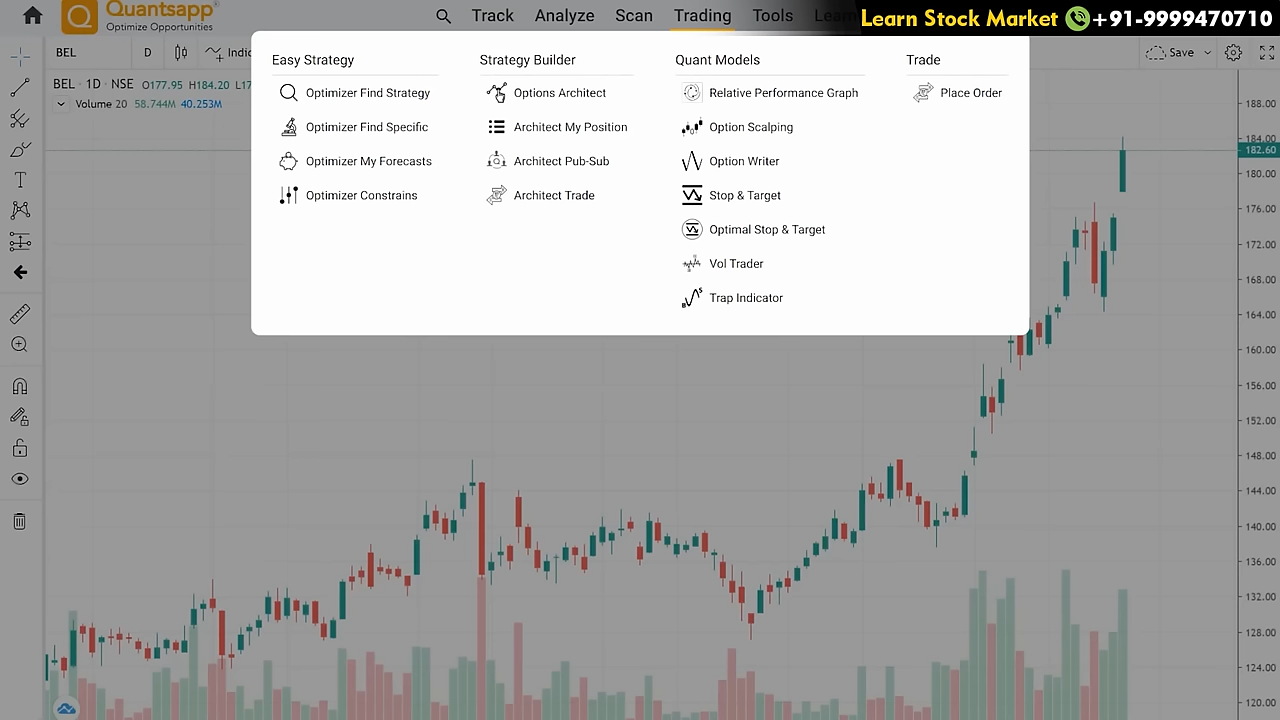 Quantsapp®
Optimize Opportunities
Track
Analyze
Scan
Trading
Tools
Learn Stock Market +91-9999470710
BEL
D
Save
BEL · 1D · NSE O177.95 H184.20
Volume 20 58.744M 40.253M
Easy Strategy
Optimizer Find Strategy
Optimizer Find Specific
Optimizer My Forecasts
Optimizer Constrains
Strategy Builder
Options Architect
Architect My Position
Architect Pub-Sub
Architect Trade
Quant Models
Relative Performance Graph
Option Scalping
Option Writer
Stop & Target
Optimal Stop & Target
Vol Trader
Trap Indicator
Trade
Place Order
188.00
184.00
182.60
180.00
176.00
172.00
168.00
164.00
160.00
156.00
152.00
148.00
144.00
140.00
136.00
132.00
128.00
124.00
120.00